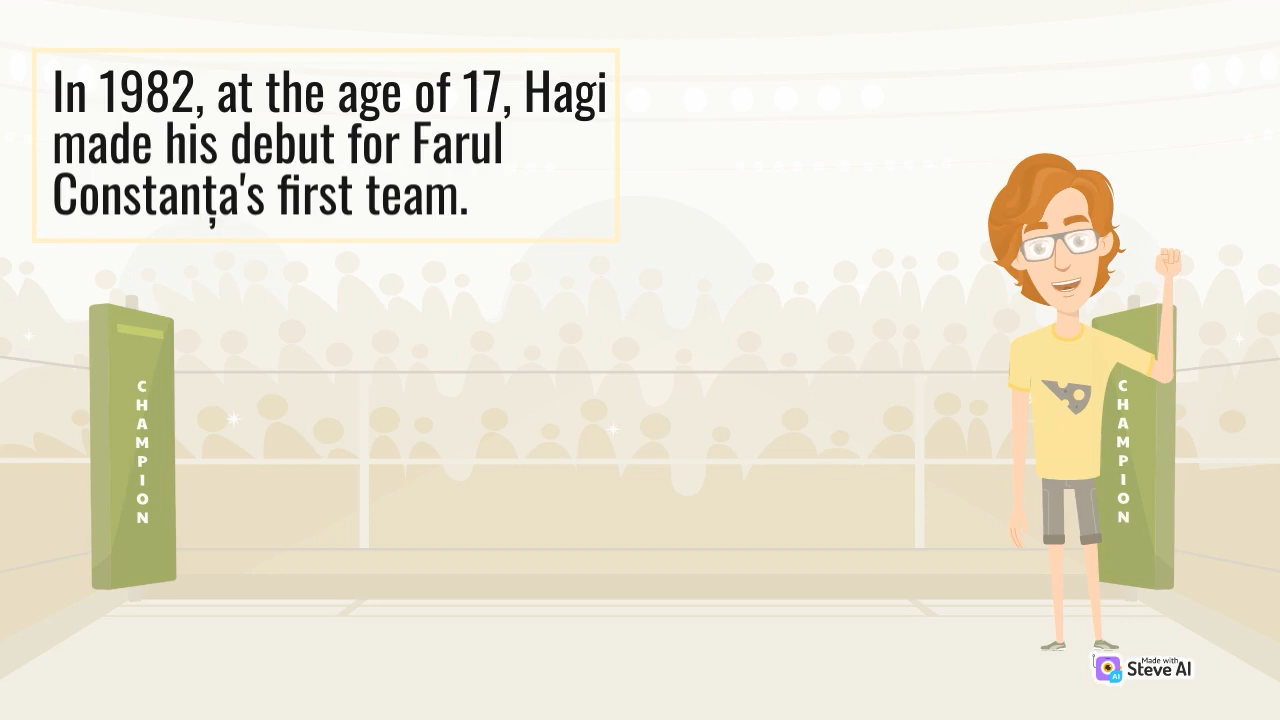 In 1982, at the age of 17, Hagi
made his debut for Farul
Constanța's first team.
CHAMPION
CHAMPION
Made with
Steve AI
AI